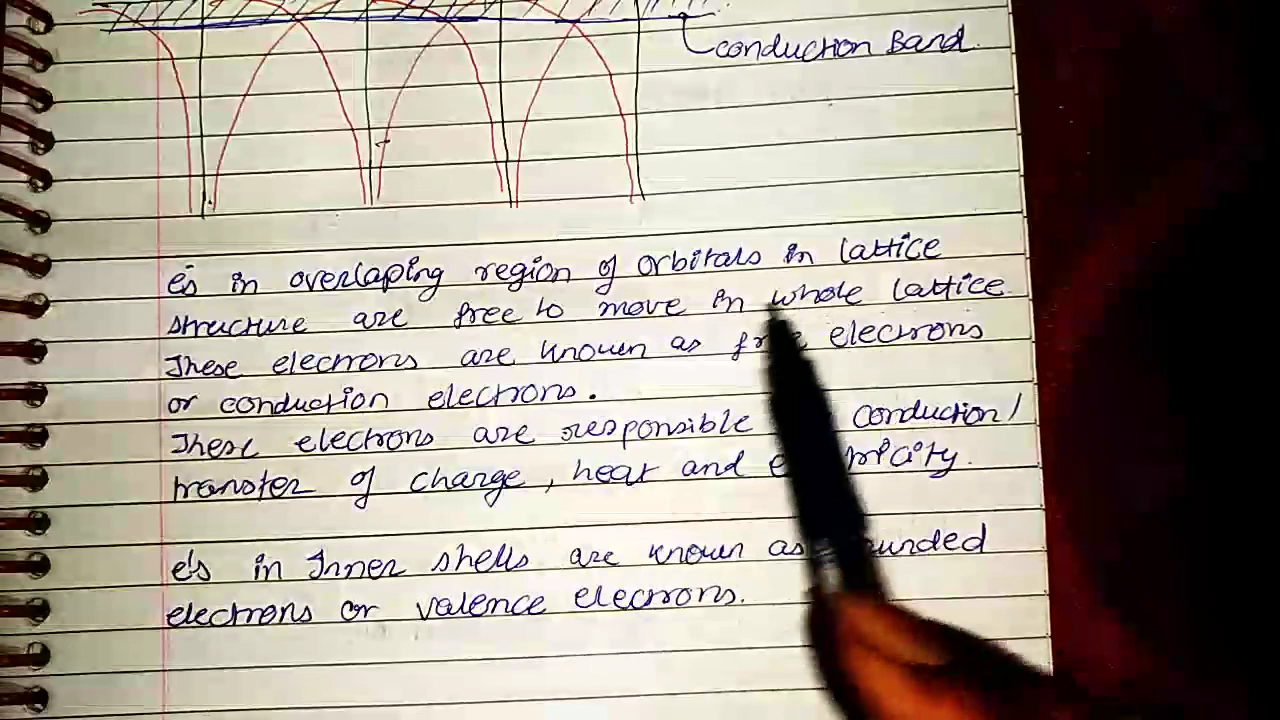 conduction Band.
e's in overlaping region of orbitals in lattice
structure are free to move in whole lattice.
These electrons are known as electrons
or conduction electrons.
These electrons are responsible conduction/
transfer of charge, heat and
e's in Inner shells are known as
electrons or valence electrons.